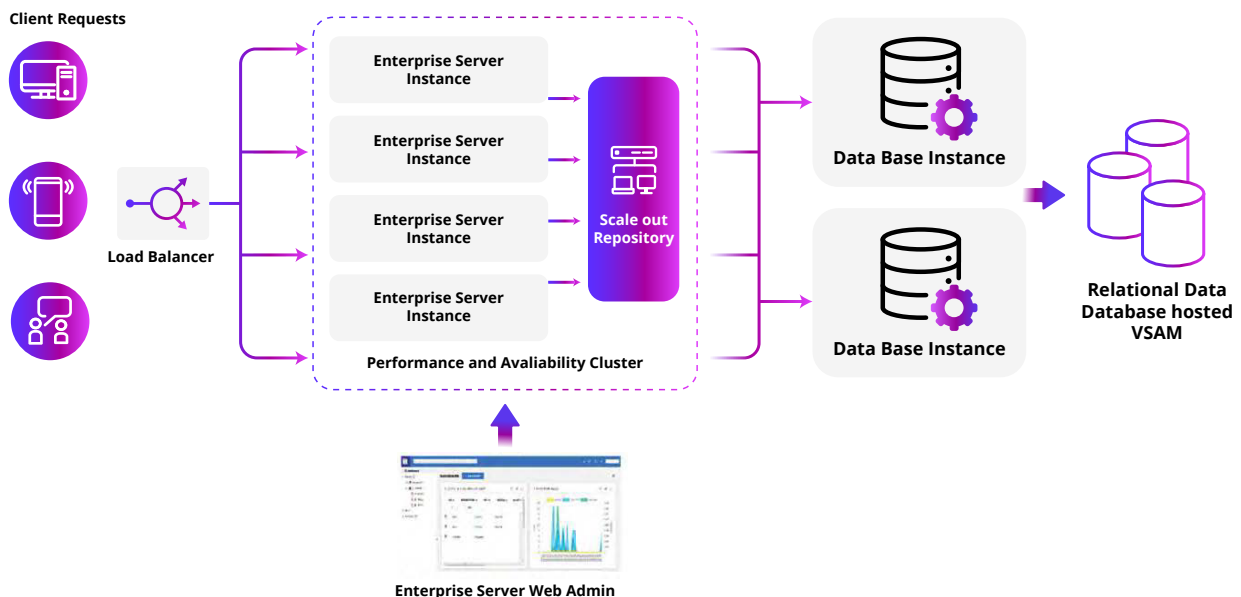 Client Requests
Load Balancer
Enterprise Server
Instance
Enterprise Server
Instance
Enterprise Server
Instance
Enterprise Server
Instance
Scale out
Repository
Performance and Avaliability Cluster
Data Base Instance
Data Base Instance
Relational Data
Database hosted
VSAM
Enterprise Server Web Admin